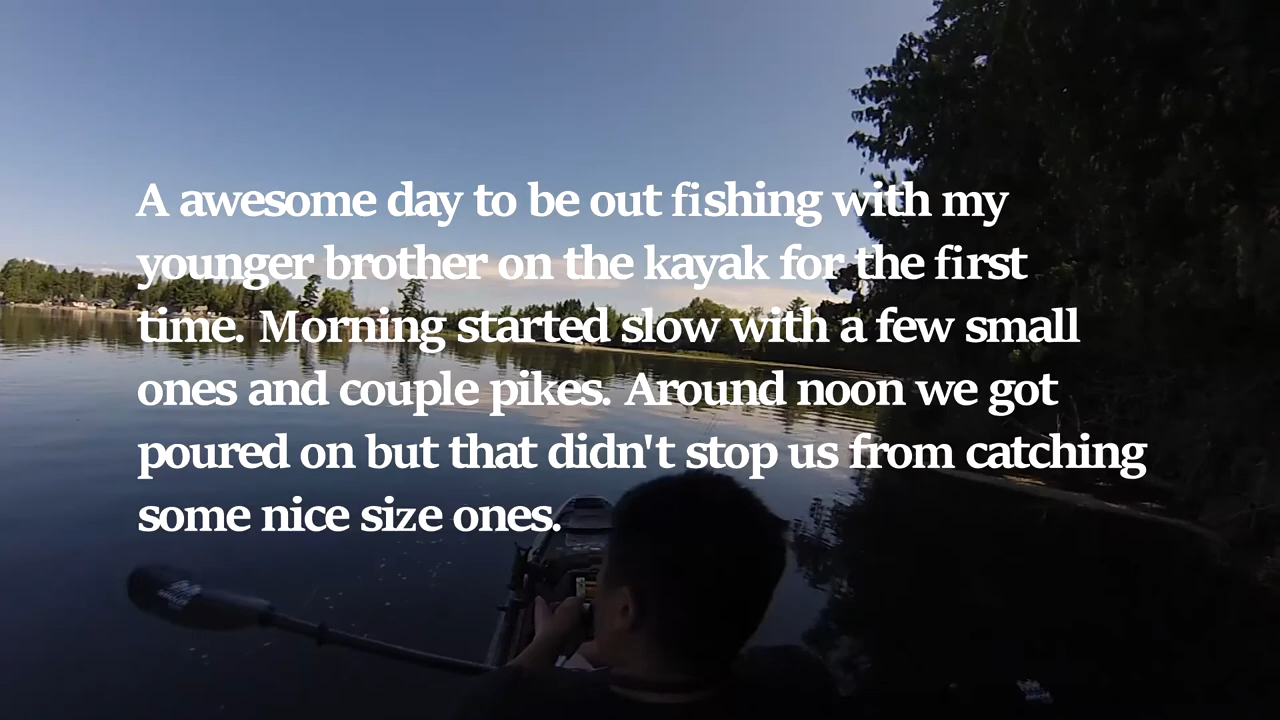 A awesome day to be out fishing with my
younger brother on the kayak for the first
time. Morning started slow with a few small
ones and couple pikes. Around noon we got
poured on but that didn't stop us from catching
some nice size ones.